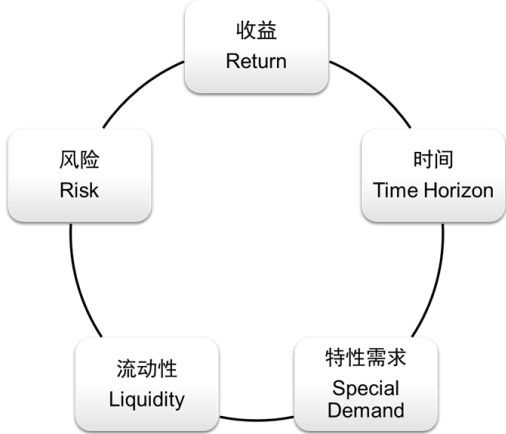 收益
Return
风险
Risk
时间
Time Horizon
流动性
Liquidity
特性需求
Special
Demand